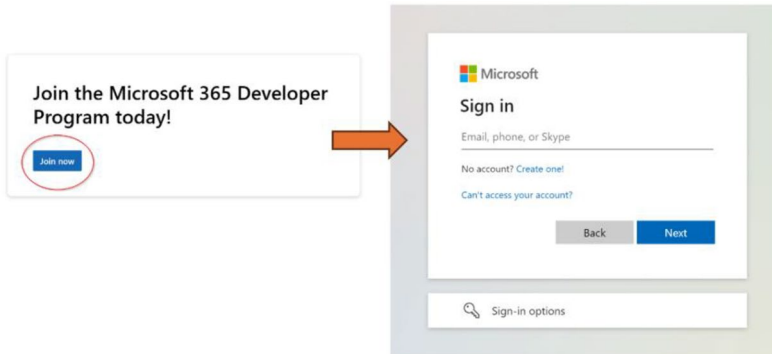 Join the Microsoft 365 Developer
Program today!
Join now
Microsoft
Sign in
Email, phone, or Skype
No account? Create one!
Can't access your account?
Back
Next
Sign-in options